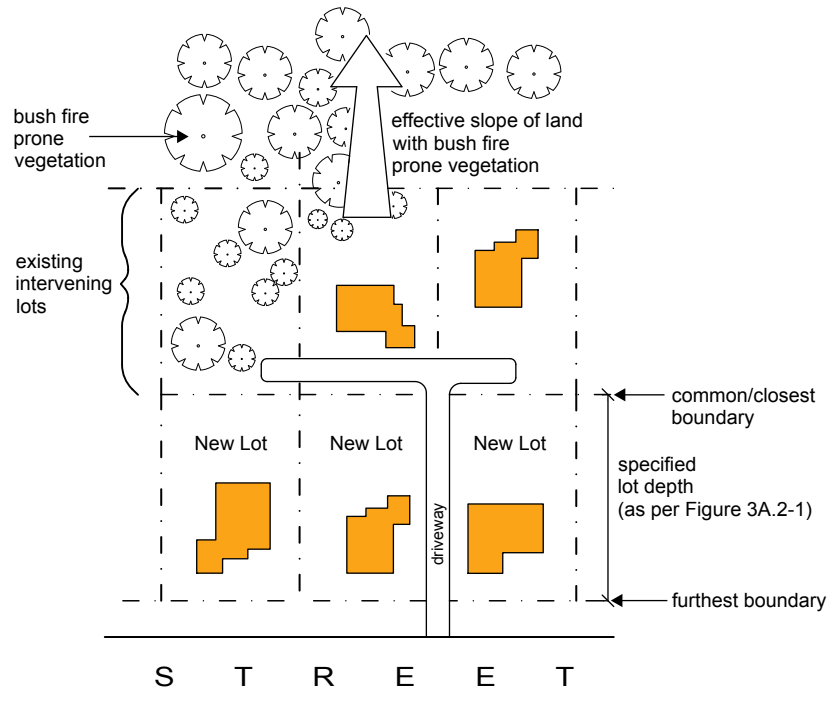 bush fire
prone
vegetation
effective slope of land
with bush fire
prone vegetation
existing
intervening
lots
common/closest
boundary
New Lot
New Lot
New Lot
specified
lot depth
(as per Figure 3A.2-1)
driveway
furthest boundary
S T R E E T